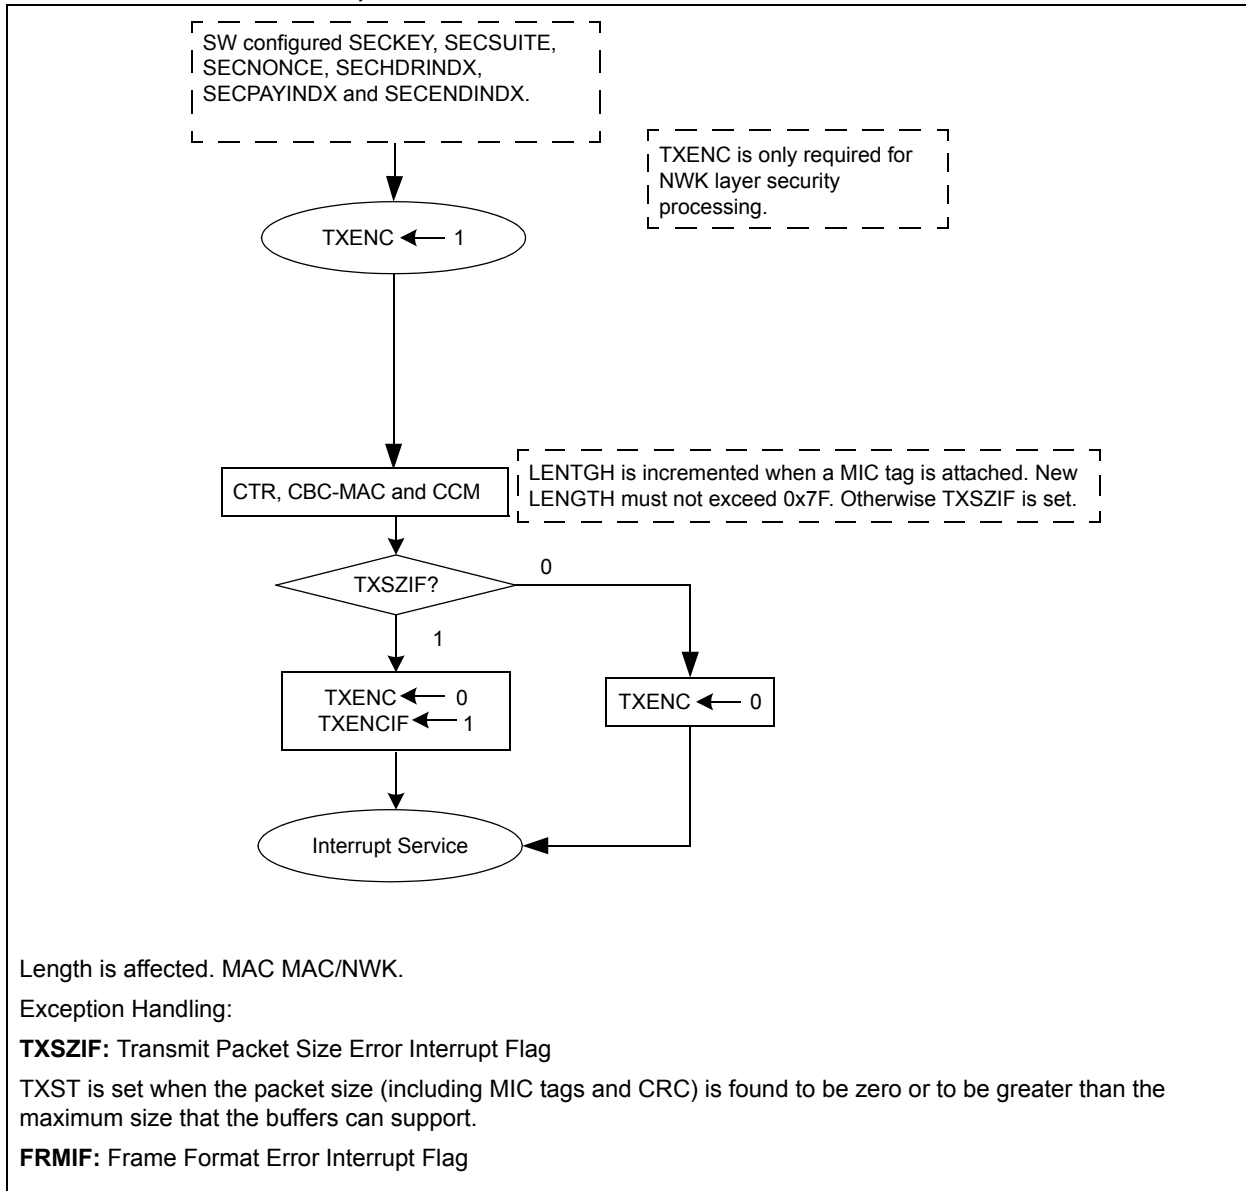 SW configured SECKEY, SECSUITE,
SECNONCE, SECHDRINDX,
SECPAYINDX and SECENDINDX.
TXENC is only required for
NWK layer security
processing.
TXENC ← 1
LENTGH is incremented when a MIC tag is attached. New
LENGTH must not exceed 0x7F. Otherwise TXSZIF is set.
CTR, CBC-MAC and CCM
TXSZIF?
0
1
TXENC ← 0
TXENCIF ← 1
TXENC ← 0
Interrupt Service
Length is affected. MAC MAC/NWK.
Exception Handling:
TXSZIF: Transmit Packet Size Error Interrupt Flag
TXST is set when the packet size (including MIC tags and CRC) is found to be zero or to be greater than the
maximum size that the buffers can support.
FRMIF: Frame Format Error Interrupt Flag